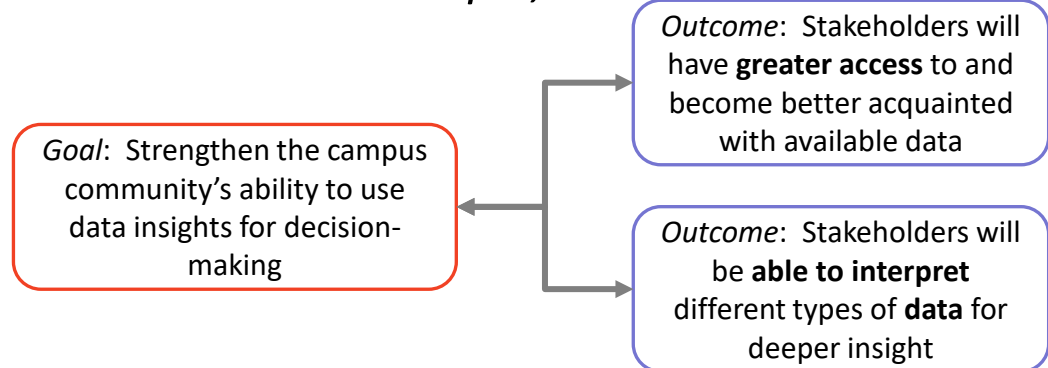 Goal: Strengthen the campus
community’s ability to use
data insights for decision-
making
Outcome: Stakeholders will
have greater access to and
become better acquainted
with available data
Outcome: Stakeholders will
be able to interpret
different types of data for
deeper insight